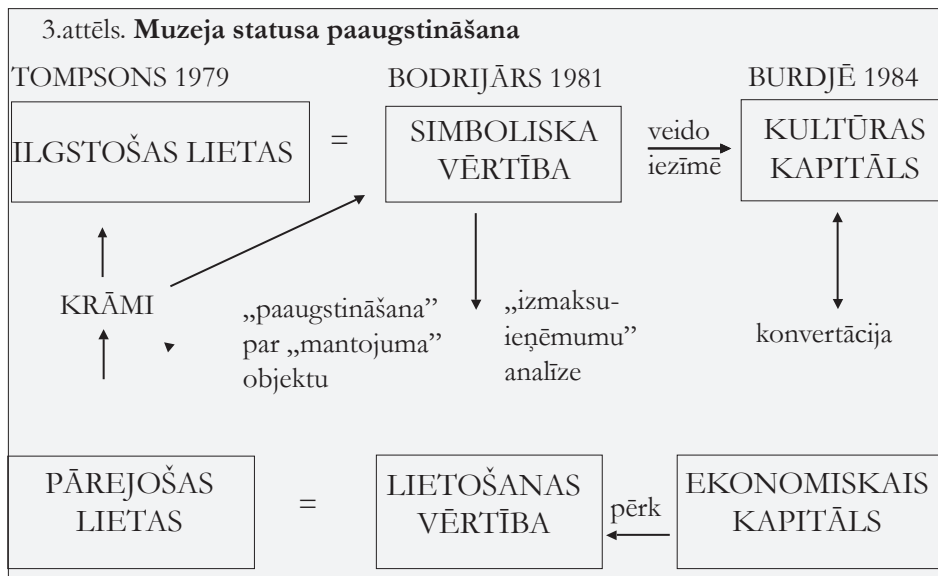 3.attēls. Muzeja statusa paaugstināšana
TOMPSONS 1979
BODRIJĀRS 1981
BURDJĒ 1984
ILGSTOŠAS LIETAS
=
SIMBOLISKA
VĒRTĪBA
veido
iezīmē
KULTŪRAS
KAPITĀLS
KRĀMI
„paaugstināšana”
par „mantojuma”
objektu
„izmaksu-
ieņēmumu”
analīze
konvertācija
PĀREJOŠAS
LIETAS
=
LIETOŠANAS
VĒRTĪBA
pērk
EKONOMISKAIS
KAPITĀLS